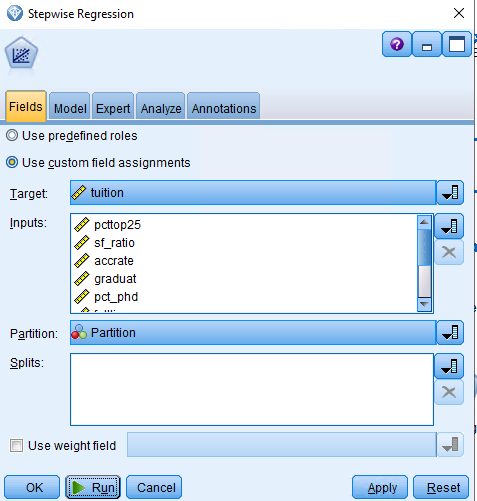 Stepwise Regression
Fields Model Expert Analyze Annotations
Use predefined roles
Use custom field assignments
Target: tuition
Inputs: pcttop25
sf_ratio
accrate
graduat
pct_phd
Partition: Partition
Splits:
Use weight field
OK Run Cancel Apply Reset